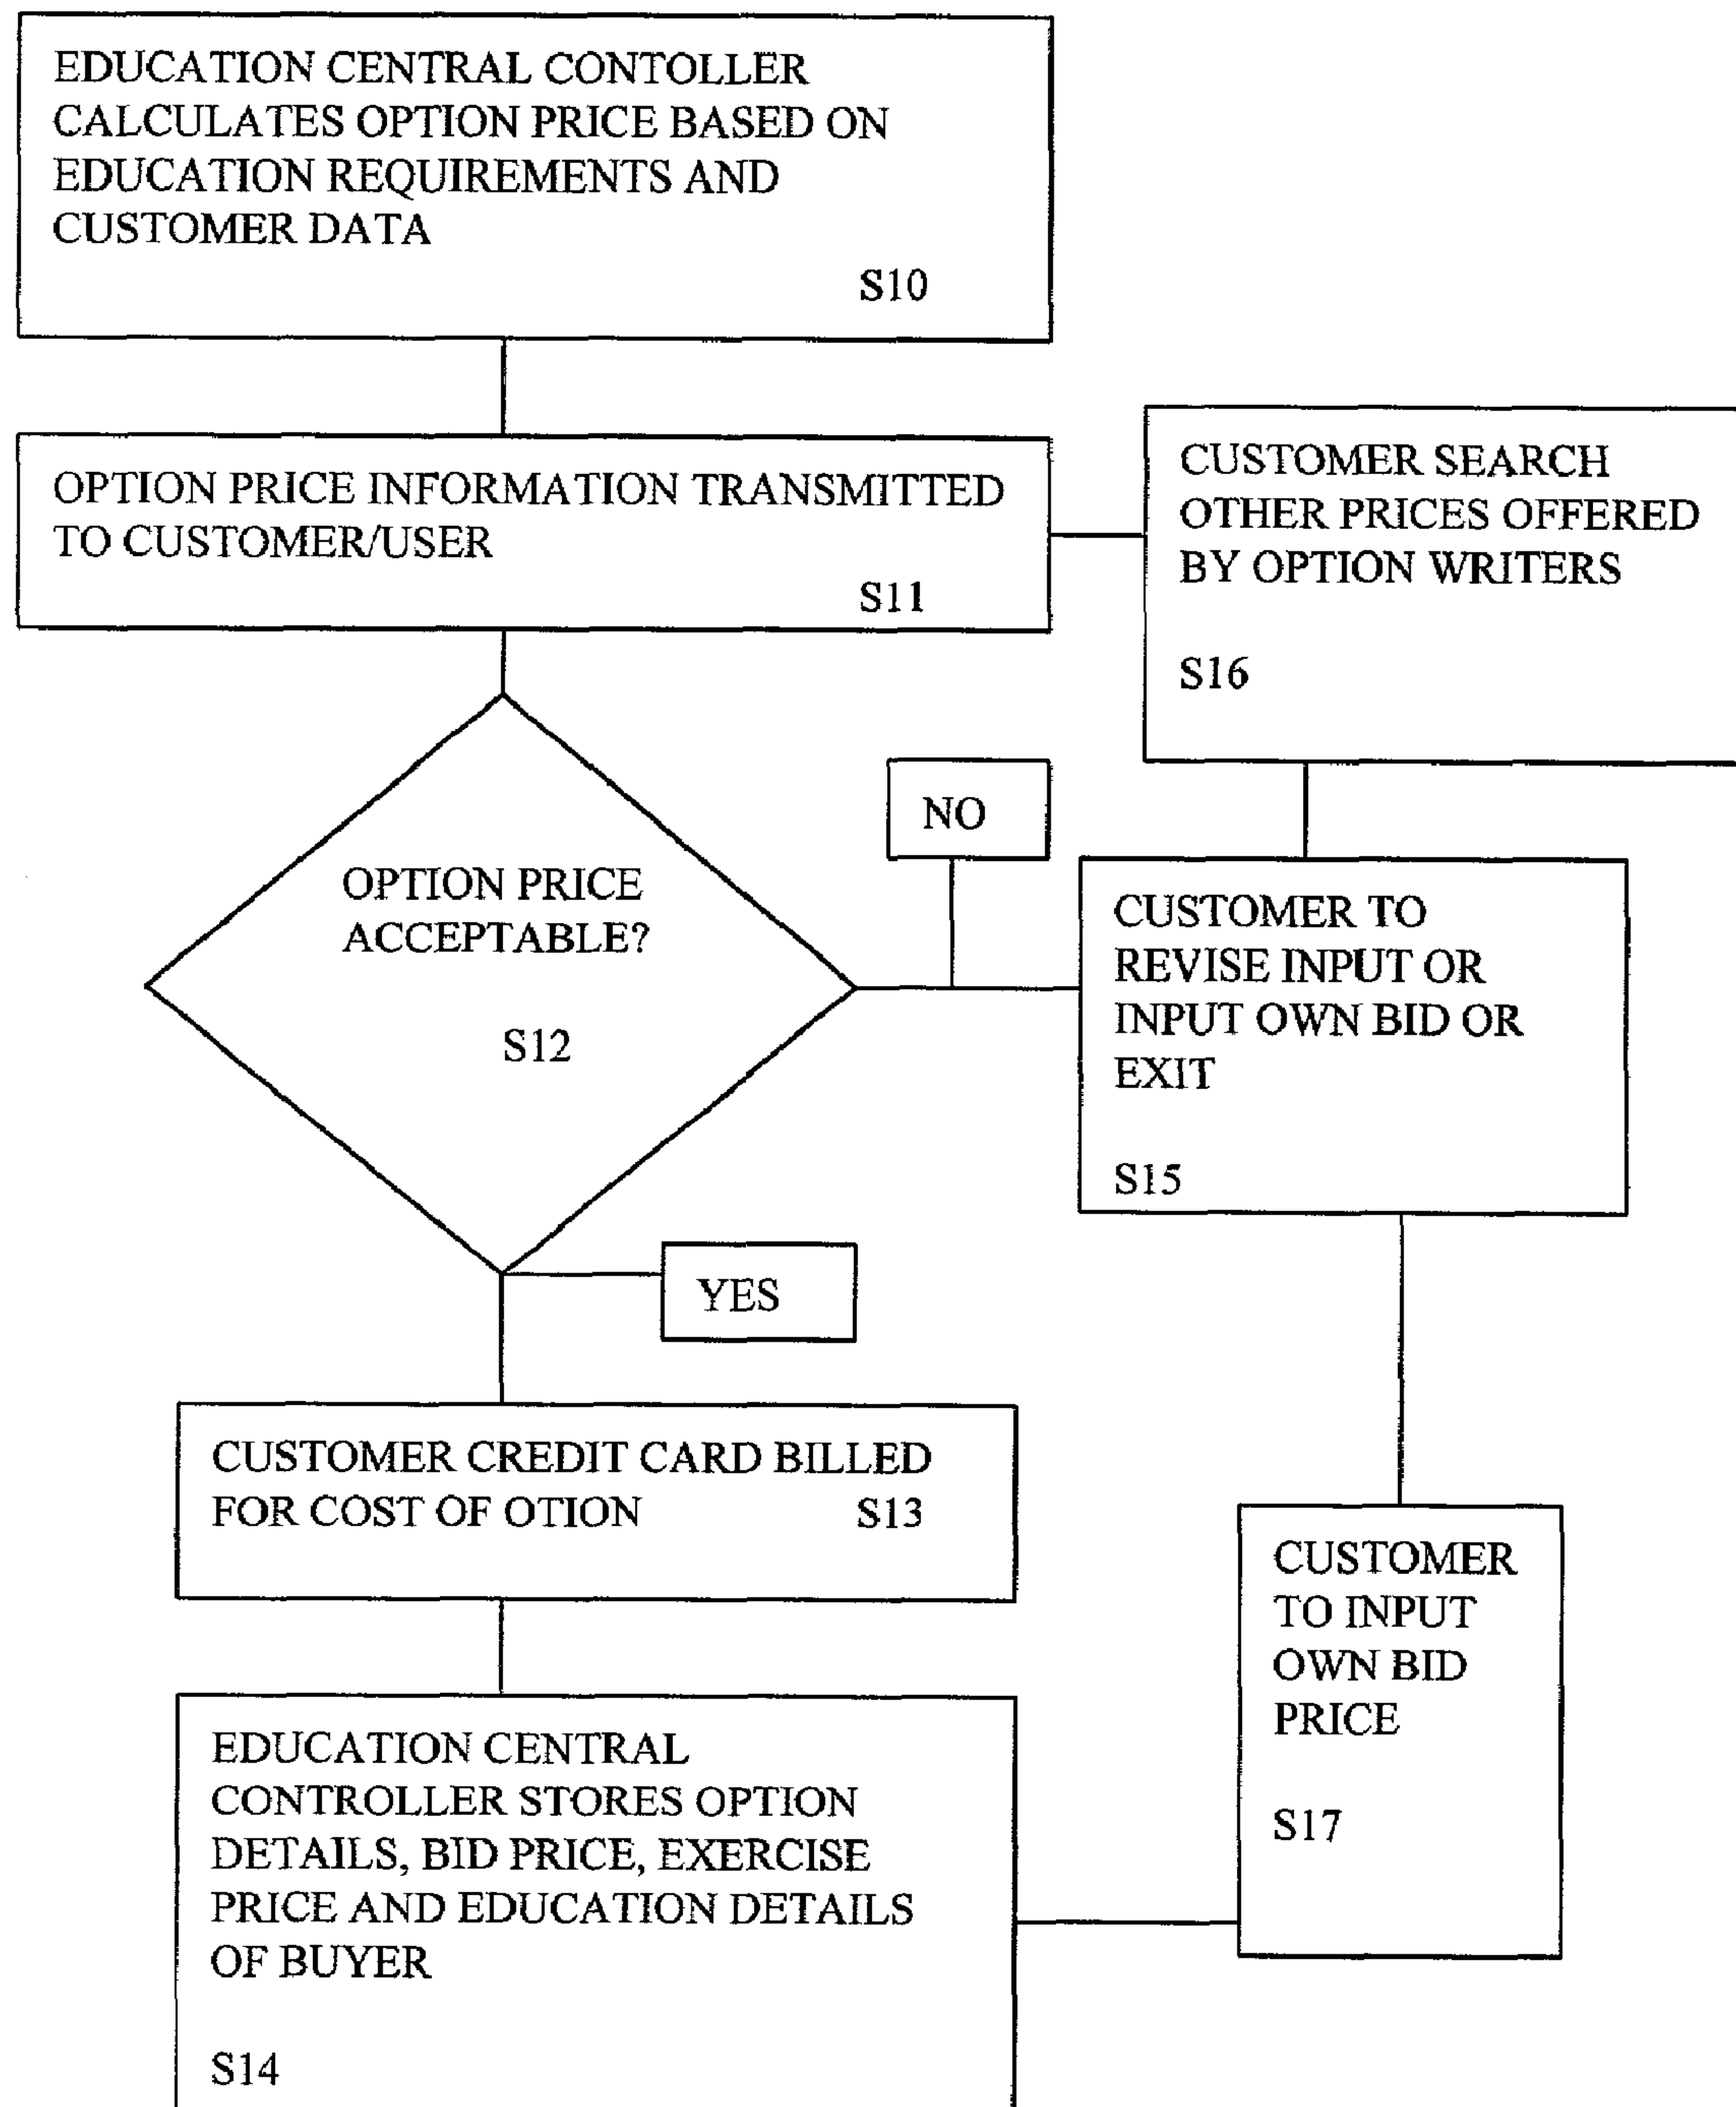 EDUCATION CENTRAL CONTOLLER
CALCULATES OPTION PRICE BASED ON
EDUCATION REQUIREMENTS AND
CUSTOMER DATA
S10
OPTION PRICE INFORMATION TRANSMITTED
TO CUSTOMER/USER
S11
CUSTOMER SEARCH
OTHER PRICES OFFERED
BY OPTION WRITERS
S16
NO
OPTION PRICE
ACCEPTABLE?
S12
CUSTOMER TO
REVISE INPUT OR
INPUT OWN BID OR
EXIT
S15
YES
CUSTOMER CREDIT CARD BILLED
FOR COST OF OTION S13
CUSTOMER
TO INPUT
OWN BID
PRICE
S17
EDUCATION CENTRAL
CONTROLLER STORES OPTION
DETAILS, BID PRICE, EXERCISE
PRICE AND EDUCATION DETAILS
OF BUYER
S14